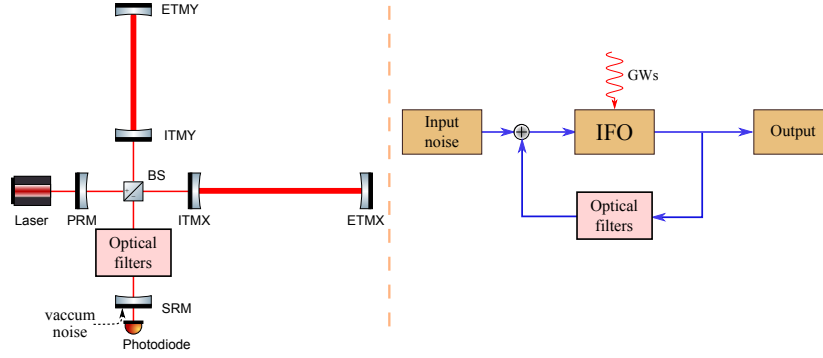 ETMY
ITMY
BS
Laser
PRM
ITMX
ETMX
Optical
filters
SRM
vaccum
noise
Photodiode
GWs
Input
noise
IFO
Output
Optical
filters